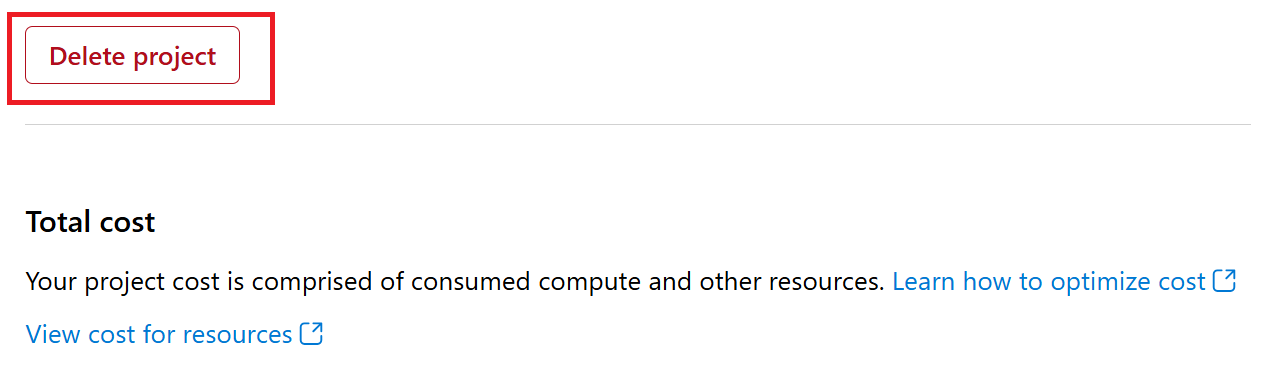 Delete project
Total cost
Your project cost is comprised of consumed compute and other resources. Learn how to optimize cost
View cost for resources